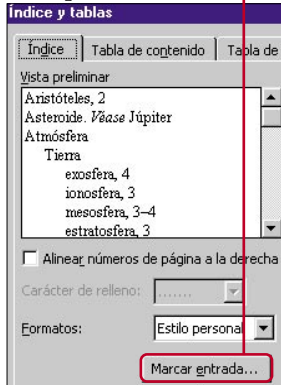 Índice y tablas
Índice Tabla de contenido Tabla de
Vista preliminar
Aristóteles, 2
Asteroide. Véase Júpiter
Atmósfera
Tierra
exosfera, 4
ionosfera, 3
mesosfera, 3–4
estratosfera, 3
Alinear números de página a la derecha
Carácter de relleno: .......
Formatos: Estilo personal
Marcar entrada...